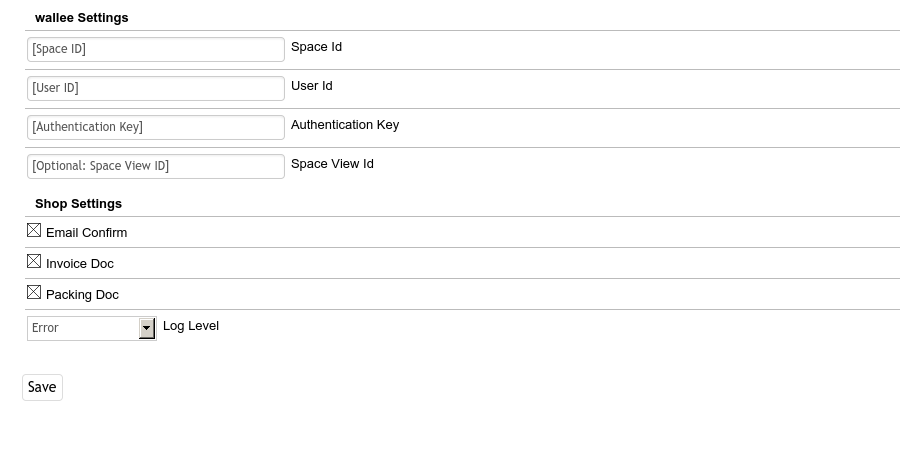 wallee Settings
[Space ID] Space Id
[User ID] User Id
[Authentication Key] Authentication Key
[Optional: Space View ID] Space View Id
Shop Settings
Email Confirm
Invoice Doc
Packing Doc
Error Log Level
Save